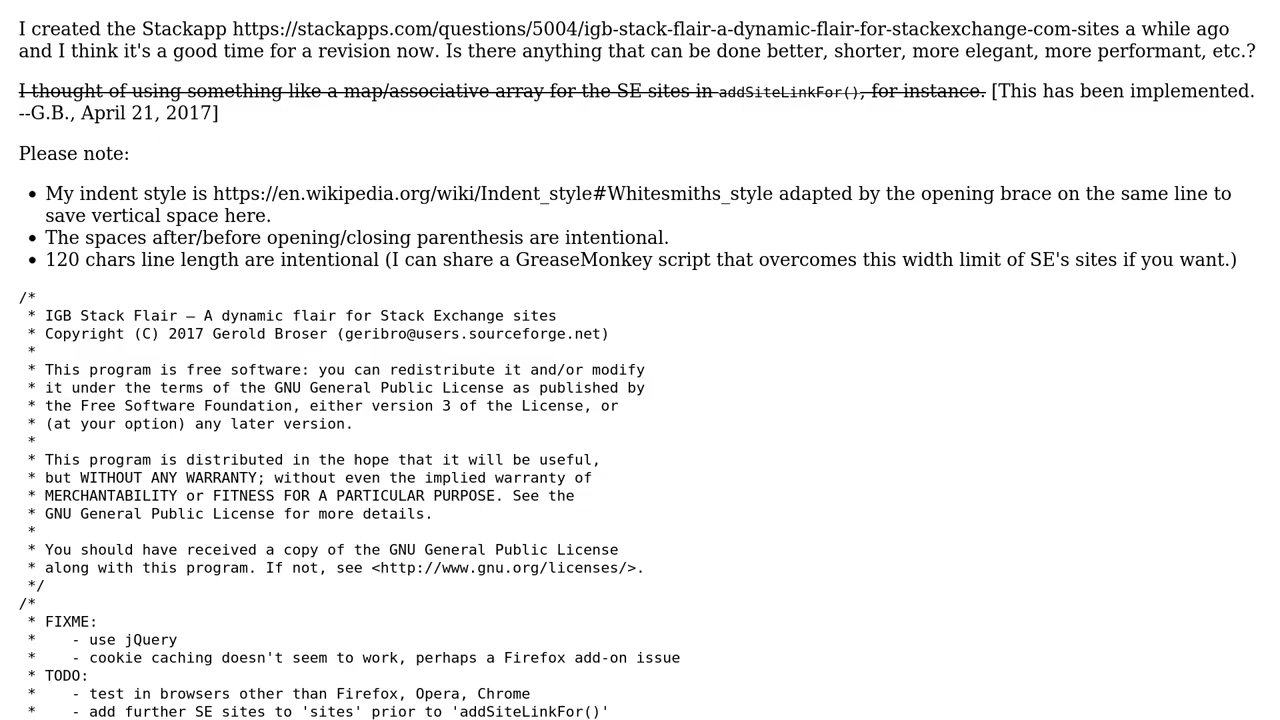 I created the Stackapp https://stackapps.com/questions/5004/igb-stack-flair-a-dynamic-flair-for-stackexchange-com-sites a while ago
and I think it's a good time for a revision now. Is there anything that can be done better, shorter, more elegant, more performant, etc.?
I thought of using something like a map/associative array for the SE sites in addSiteLinkFor(), for instance. [This has been implemented.
--G.B., April 21, 2017]
Please note:
• My indent style is https://en.wikipedia.org/wiki/Indent_style#Whitesmiths_style adapted by the opening brace on the same line to
save vertical space here.
• The spaces after/before opening/closing parenthesis are intentional.
• 120 chars line length are intentional (I can share a GreaseMonkey script that overcomes this width limit of SE's sites if you want.)
/*
 * IGB Stack Flair – A dynamic flair for Stack Exchange sites
 * Copyright (C) 2017 Gerold Broser (geribro@users.sourceforge.net)
 *
 * This program is free software: you can redistribute it and/or modify
 * it under the terms of the GNU General Public License as published by
 * the Free Software Foundation, either version 3 of the License, or
 * (at your option) any later version.
 *
 * This program is distributed in the hope that it will be useful,
 * but WITHOUT ANY WARRANTY; without even the implied warranty of
 * MERCHANTABILITY or FITNESS FOR A PARTICULAR PURPOSE. See the
 * GNU General Public License for more details.
 *
 * You should have received a copy of the GNU General Public License
 * along with this program. If not, see <http://www.gnu.org/licenses/>.
 */
/*
 * FIXME:
 *    - use jQuery
 *    - cookie caching doesn't seem to work, perhaps a Firefox add-on issue
 * TODO:
 *    - test in browsers other than Firefox, Opera, Chrome
 *    - add further SE sites to 'sites' prior to 'addSiteLinkFor()'